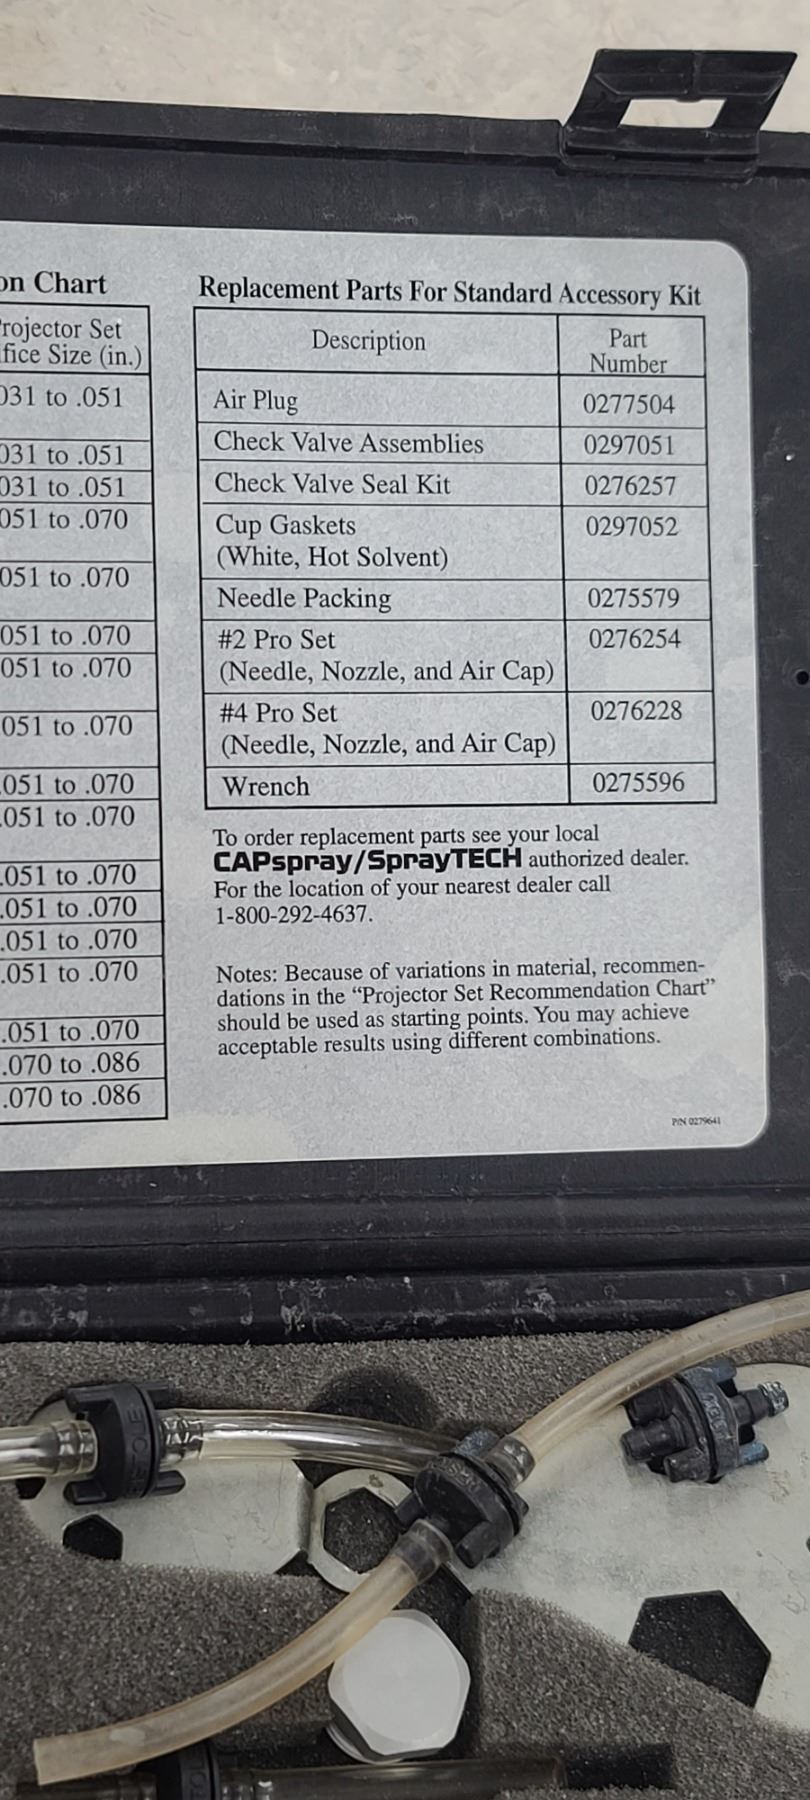 on Chart
rojector Set
fice Size (in.)
031 to .051
031 to .051
031 to .051
051 to .070
051 to .070
051 to .070
051 to .070
051 to .070
.051 to .070
.051 to .070
.051 to .070
.051 to .070
.051 to .070
.051 to .070
.051 to .070
.070 to .086
.070 to .086
Replacement Parts For Standard Accessory Kit
Description Part
Number
Air Plug 0277504
Check Valve Assemblies 0297051
Check Valve Seal Kit 0276257
Cup Gaskets 0297052
(White, Hot Solvent)
Needle Packing 0275579
#2 Pro Set 0276254
(Needle, Nozzle, and Air Cap)
#4 Pro Set 0276228
(Needle, Nozzle, and Air Cap)
Wrench 0275596
To order replacement parts see your local
CAPspray/SprayTECH authorized dealer.
For the location of your nearest dealer call
1-800-292-4637.
Notes: Because of variations in material, recommen-
dations in the “Projector Set Recommendation Chart”
should be used as starting points. You may achieve
acceptable results using different combinations.
P/N 0279641